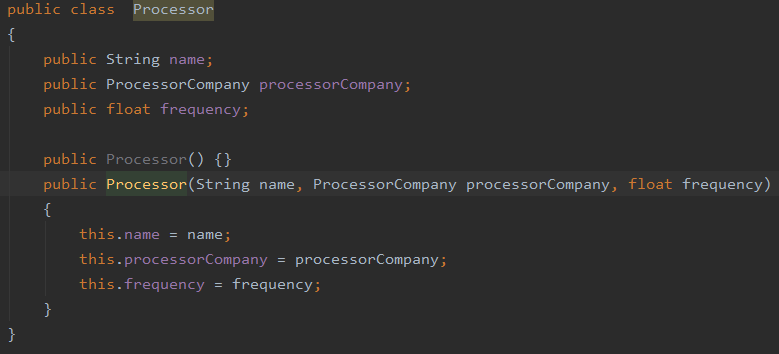 public class  Processor
{
    public String name;
    public ProcessorCompany processorCompany;
    public float frequency;

    public Processor() {}
    public Processor(String name, ProcessorCompany processorCompany, float frequency)
    {
        this.name = name;
        this.processorCompany = processorCompany;
        this.frequency = frequency;
    }
}